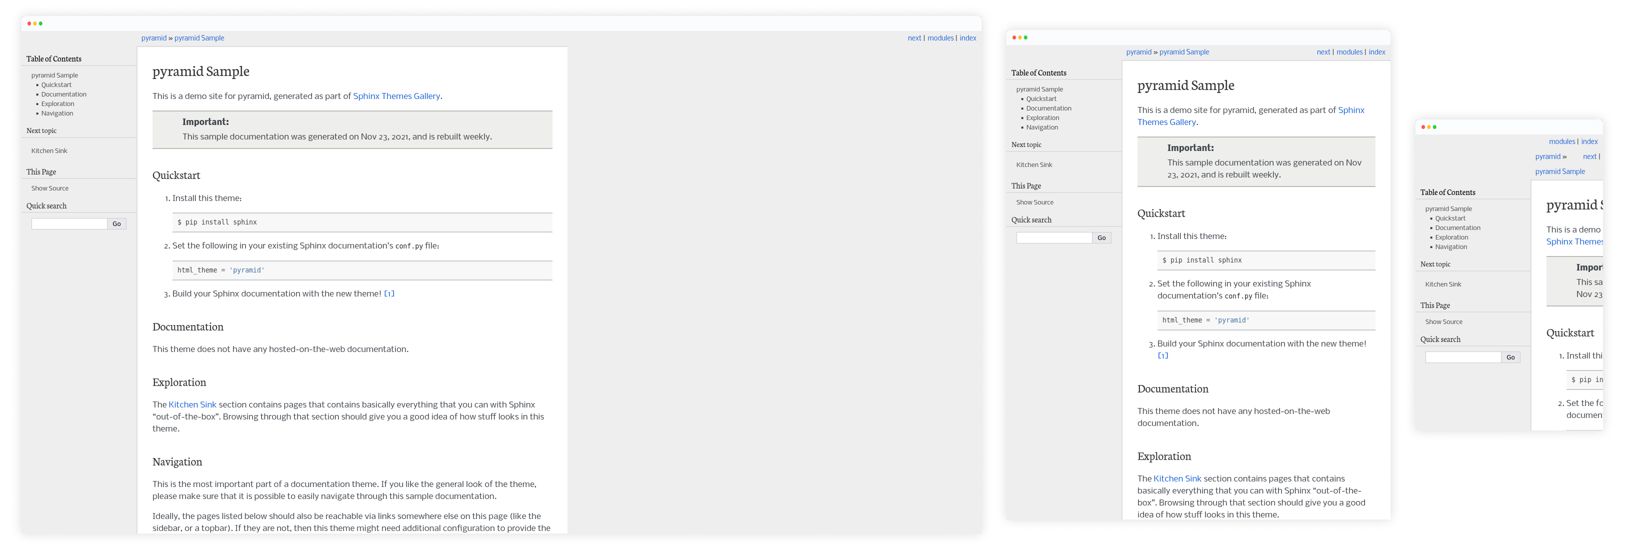 pyramid » pyramid Sample
next | modules | index
Table of Contents
pyramid Sample
• Quickstart
• Documentation
• Exploration
• Navigation
Next topic
Kitchen Sink
This Page
Show Source
Quick search
Go
pyramid Sample
This is a demo site for pyramid, generated as part of Sphinx Themes Gallery.
Important:
This sample documentation was generated on Nov 23, 2021, and is rebuilt weekly.
Quickstart
1. Install this theme:
$ pip install sphinx
2. Set the following in your existing Sphinx documentation's conf.py file:
html_theme = 'pyramid'
3. Build your Sphinx documentation with the new theme! [1]
Documentation
This theme does not have any hosted-on-the-web documentation.
Exploration
The Kitchen Sink section contains pages that contains basically everything that you can with Sphinx
“out-of-the-box”. Browsing through that section should give you a good idea of how stuff looks in this
theme.
Navigation
This is the most important part of a documentation theme. If you like the general look of the theme,
please make sure that it is possible to easily navigate through this sample documentation.
Ideally, the pages listed below should also be reachable via links somewhere else on this page (like the
sidebar, or a topbar). If they are not, then this theme might need additional configuration to provide the
pyramid » pyramid Sample
next | modules | index
Table of Contents
pyramid Sample
• Quickstart
• Documentation
• Exploration
• Navigation
Next topic
Kitchen Sink
This Page
Show Source
Quick search
Go
pyramid Sample
This is a demo site for pyramid, generated as part of Sphinx
Themes Gallery.
Important:
This sample documentation was generated on Nov
23, 2021, and is rebuilt weekly.
Quickstart
1. Install this theme:
$ pip install sphinx
2. Set the following in your existing Sphinx
documentation's conf.py file:
html_theme = 'pyramid'
3. Build your Sphinx documentation with the new theme!
[1]
Documentation
This theme does not have any hosted-on-the-web
documentation.
Exploration
The Kitchen Sink section contains pages that contains
basically everything that you can with Sphinx “out-of-the-
box”. Browsing through that section should give you a good
idea of how stuff looks in this theme.
modules | index
pyramid » next |
pyramid Sample
Table of Contents
pyramid Sample
• Quickstart
• Documentation
• Exploration
• Navigation
Next topic
Kitchen Sink
This Page
Show Source
Quick search
Go
pyramid S
This is a demo
Sphinx Themes
Impor
This sa
Nov 23
Quickstart
1. Install thi
$ pip in
2. Set the fo
documen